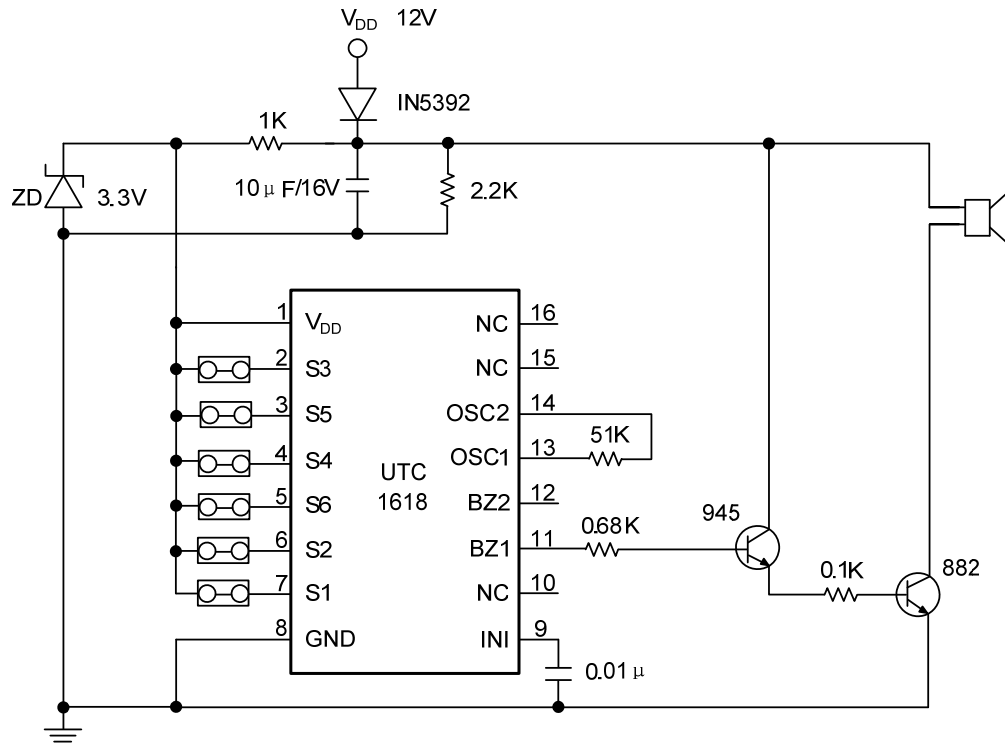 VDD 12V
IN5392
1K
10μF/16V
2.2K
ZD 3.3V
1 VDD
2 S3
3 S5
4 S4
5 S6
6 S2
7 S1
8 GND
UTC
1618
NC 16
NC 15
OSC2 14
OSC1 13
BZ2 12
BZ1 11
NC 10
INI 9
51K
0.68K
945
0.1K
882
0.01μ